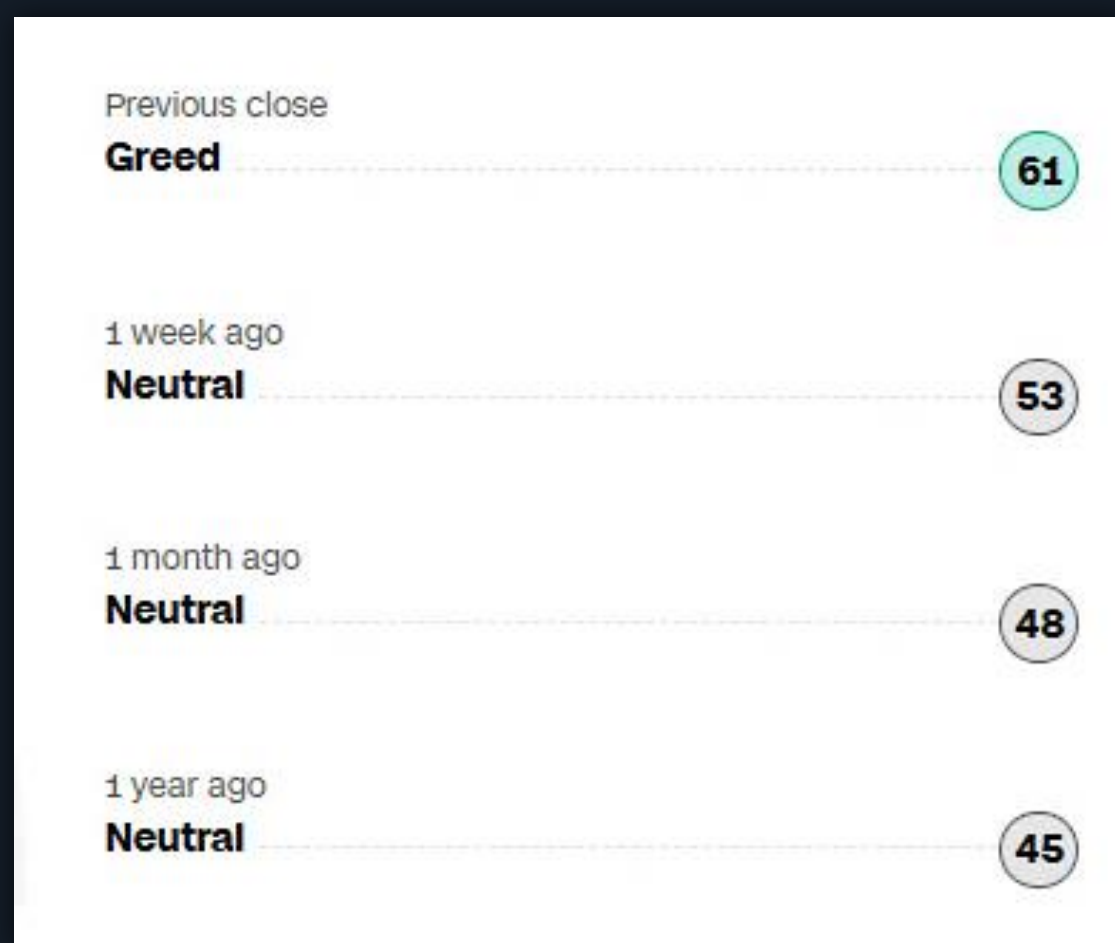 Previous close
Greed 61
1 week ago
Neutral 53
1 month ago
Neutral 48
1 year ago
Neutral 45